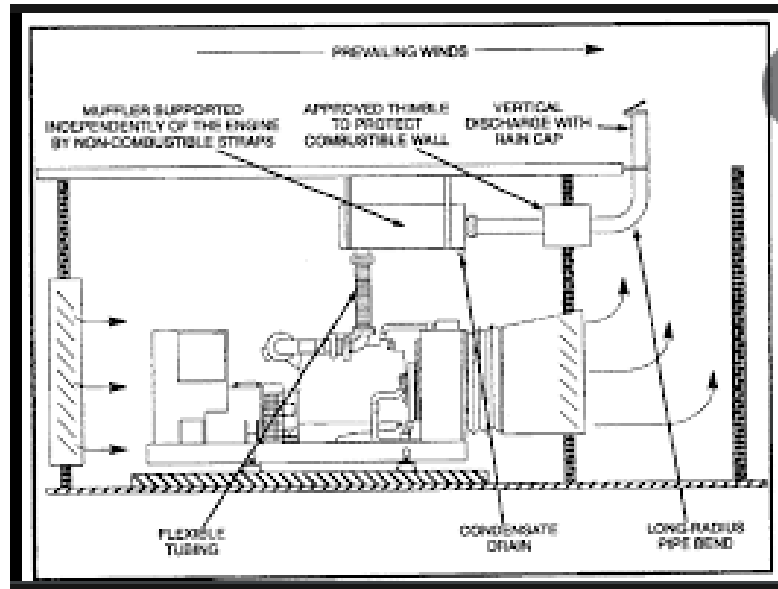 PREVAILING WINDS
MUFFLER SUPPORTED
INDEPENDENTLY OF THE ENGINE
BY NON-COMBUSTIBLE STRAPS
APPROVED THIMBLE
TO PROTECT
COMBUSTIBLE WALL
VERTICAL
DISCHARGE WITH
RAIN CAP
FLEXIBLE
TUBING
CONDENSATE
DRAIN
LONG-RADIUS
PIPE BEND